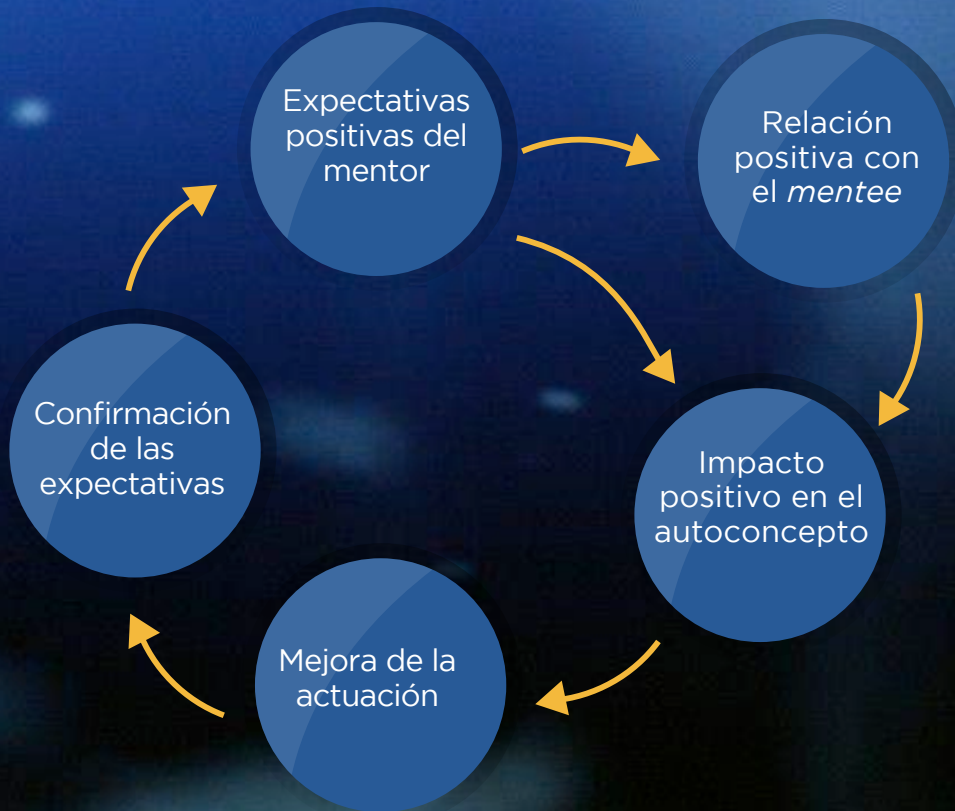 Expectativas
positivas del
mentor
Relación
positiva con
el mentee
Impacto
positivo en el
autoconcepto
Mejora de la
actuación
Confirmación
de las
expectativas